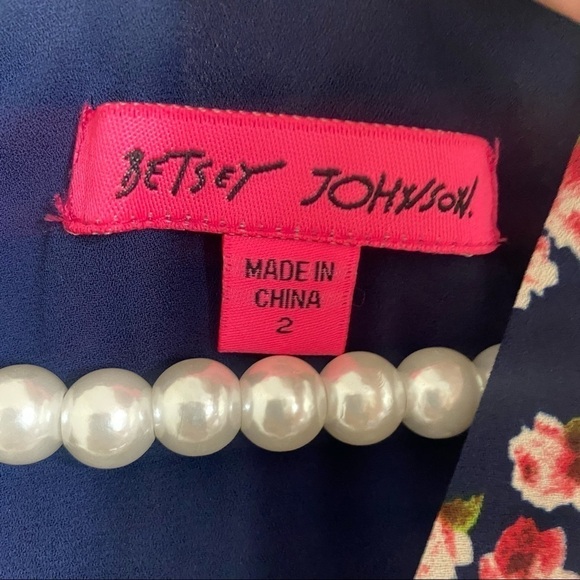 BETSEY JOHNSON.
MADE IN
CHINA
2